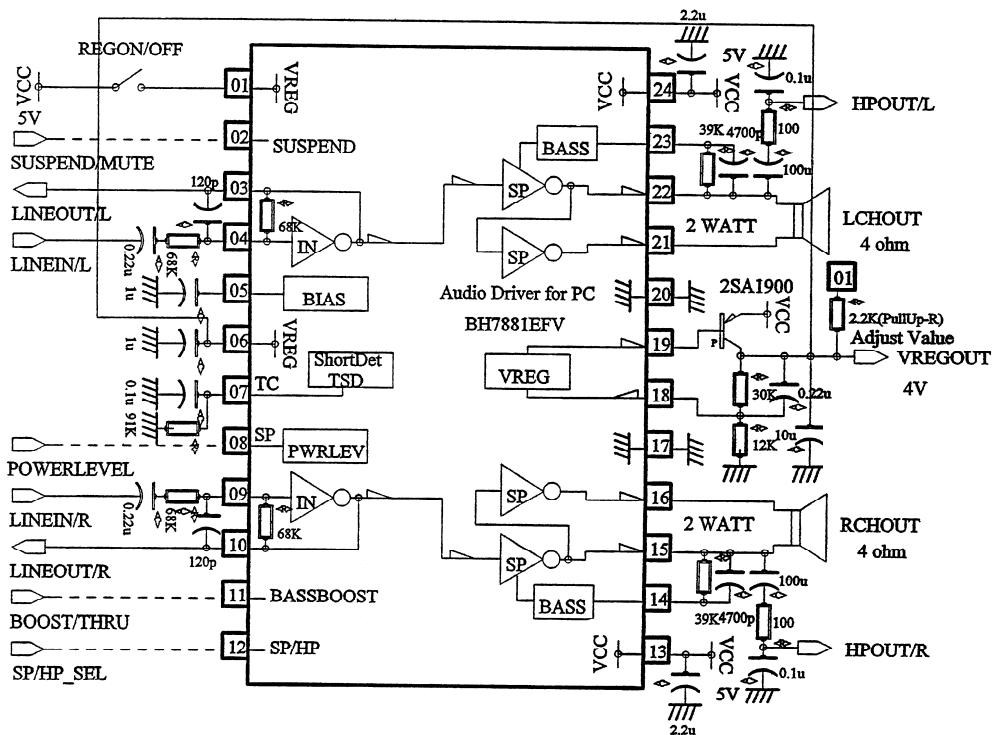 2.2u
REGON/OFF
VCC
5V
01
VREG
24
VCC
VCC
5V
0.1u
HPOUT/L
100
SUSPEND/MUTE
02
SUSPEND
23
BASS
39K
4700p
100u
LINEOUT/L
120p
03
SP
22
2 WATT
LCHOUT
4 ohm
LINEIN/L
0.22u
68K
04
68K
IN
SP
21
1u
05
BIAS
Audio Driver for PC
BH7881EFV
20
2SA1900
VCC
01
2.2K(PullUp-R)
Adjust Value
1u
06
VREG
19
P
VREGOUT
4V
ShortDet
TSD
VREG
0.1u
91K
07
TC
18
30K
0.22u
12K
10u
POWERLEVEL
08
SP
PWRLEV
17
LINEIN/R
0.22u
68K
09
IN
68K
SP
16
2 WATT
RCHOUT
4 ohm
LINEOUT/R
120p
10
SP
15
BOOST/THRU
11
BASSBOOST
BASS
14
39K
4700p
100u
100
SP/HP_SEL
12
SP/HP
VCC
13
VCC
5V
0.1u
HPOUT/R
2.2u